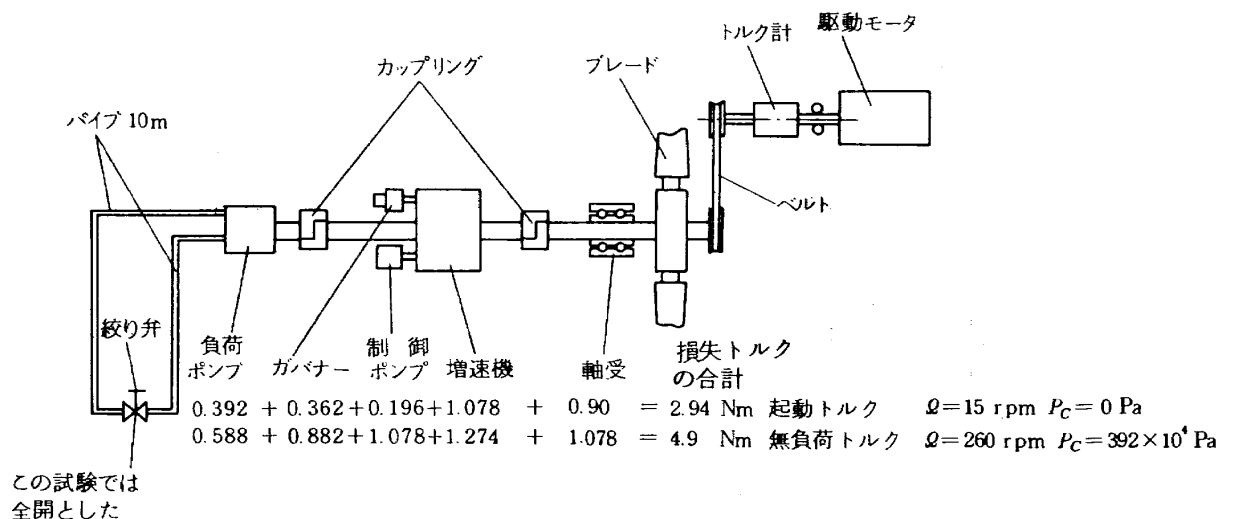 駆動モータ
トルク計
カップリング
ブレード
パイプ 10m
ベルト
絞り弁
負荷
ポンプ
ガバナー
制 御
ポンプ
増速機
軸受
損失トルク
の合計
0.392 + 0.362+0.196+1.078 + 0.90 = 2.94 Nm 起動トルク Ω=15 rpm PC=0 Pa
0.588 + 0.882+1.078+1.274 + 1.078 = 4.9 Nm 無負荷トルク Ω=260 rpm PC=392×10⁴ Pa
この試験では
全開とした